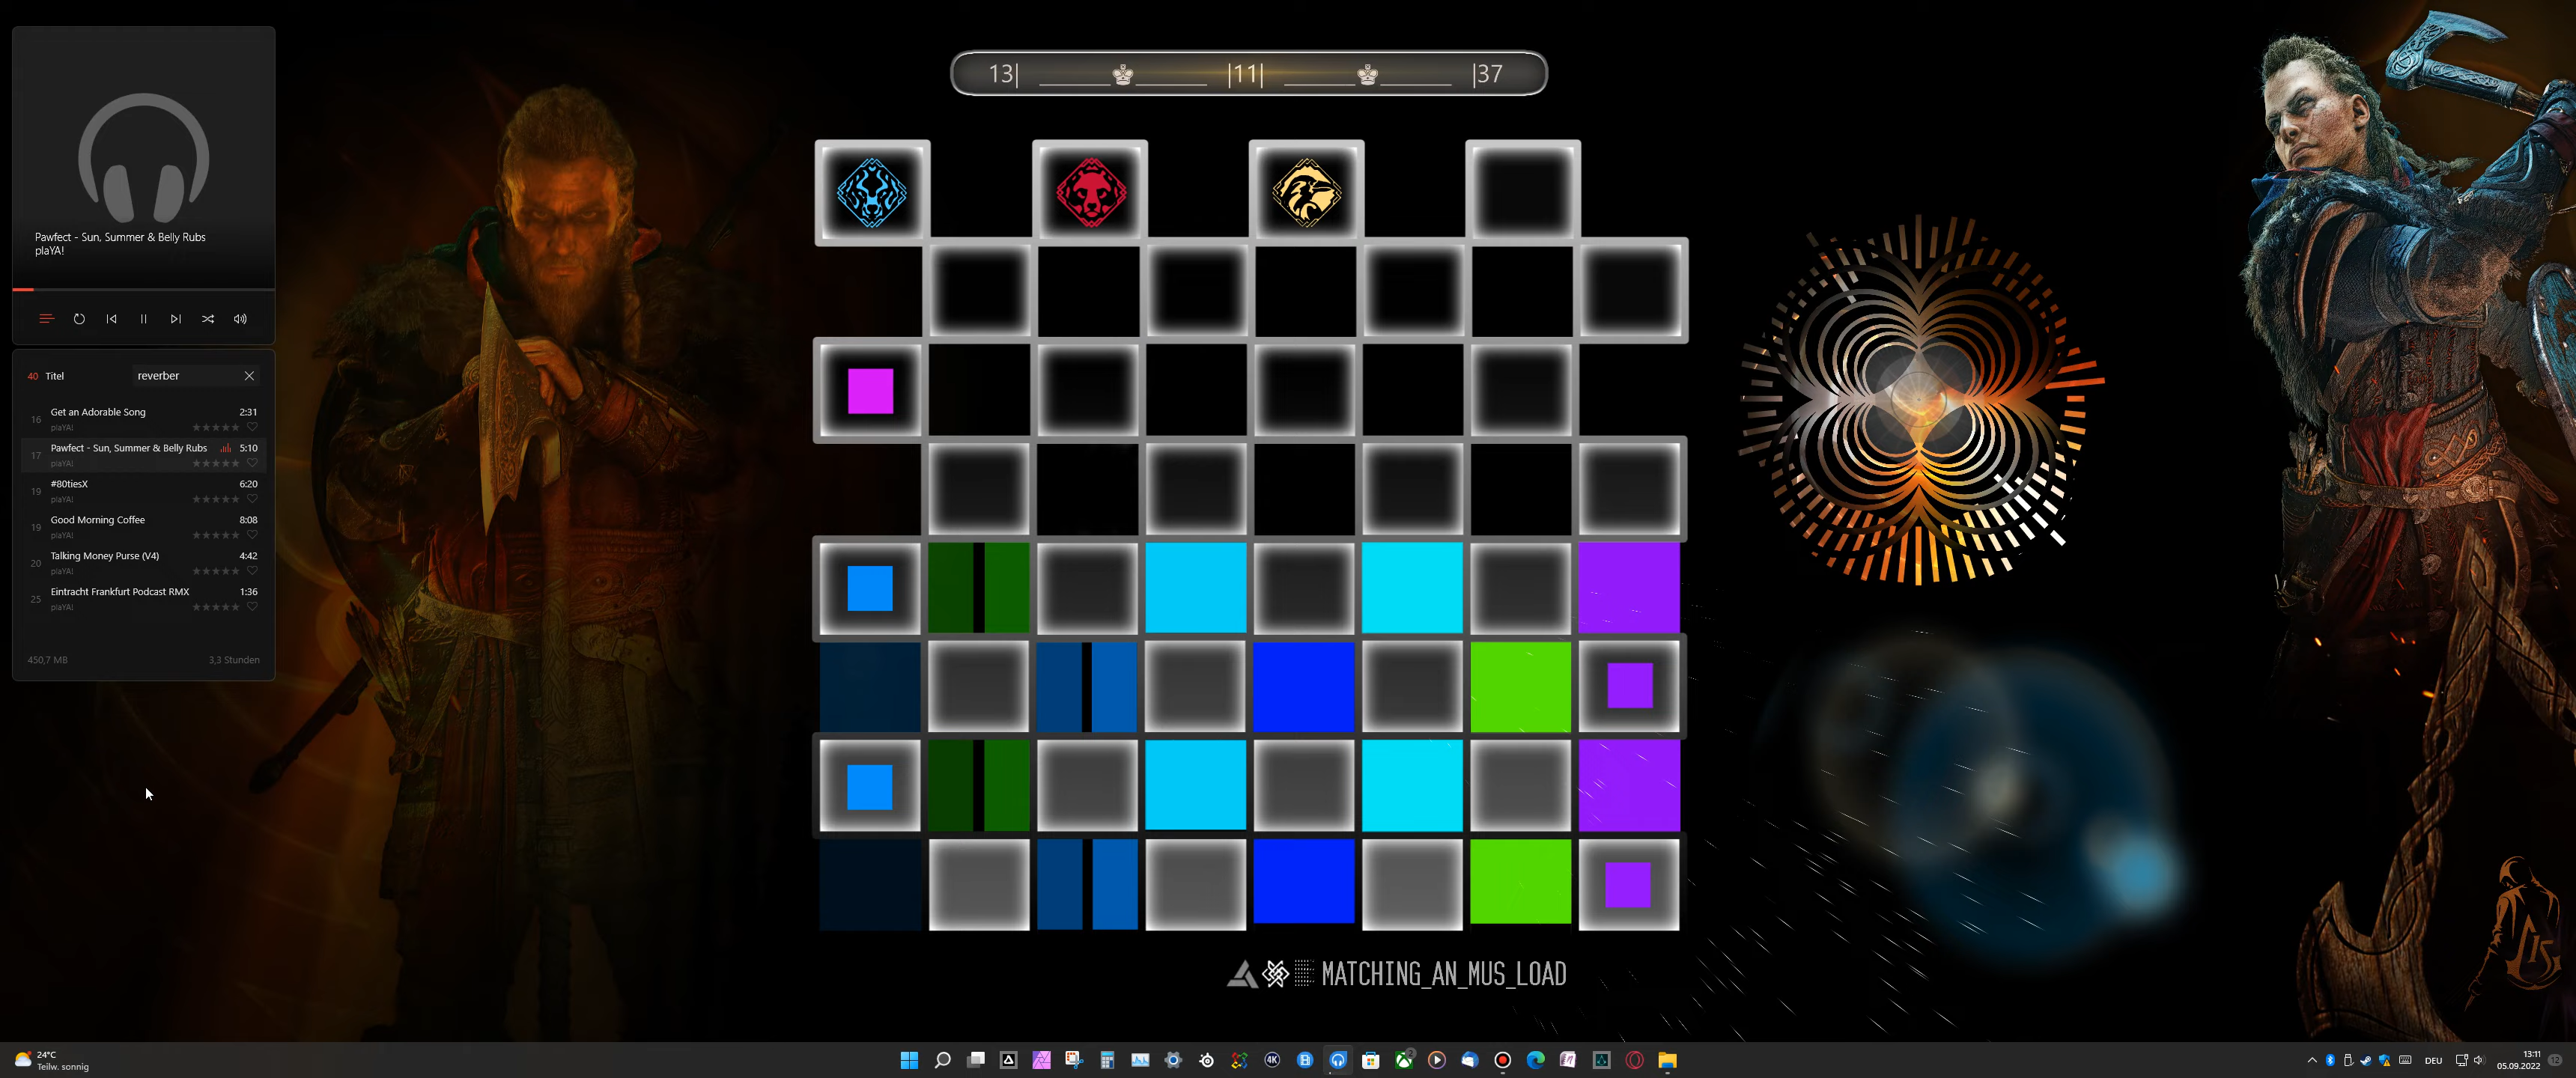 Pawfect - Sun, Summer & Belly Rubs
plaYA!
40 Titel
reverber
16 Get an Adorable Song 2:31
plaYA!
17 Pawfect - Sun, Summer & Belly Rubs 5:10
plaYA!
19 #80tiesX 6:20
plaYA!
19 Good Morning Coffee 8:08
plaYA!
20 Talking Money Purse (V4) 4:42
plaYA!
25 Eintracht Frankfurt Podcast RMX 1:36
plaYA!
450,7 MB 3,3 Stunden
13| |11| |37
MATCHING_AN_MUS_LOAD
24°C
Teilw. sonnig
4K
DEU
13:11
05.09.2022
12